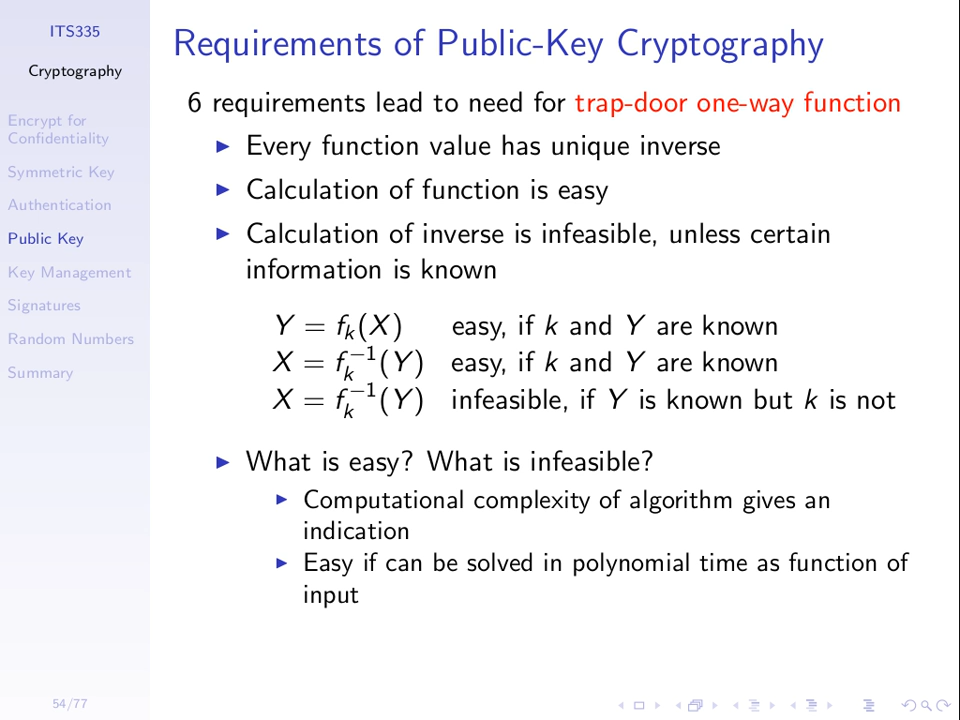 ITS335
Cryptography
Encrypt for
Confidentiality
Symmetric Key
Authentication
Public Key
Key Management
Signatures
Random Numbers
Summary
54/77
Requirements of Public-Key Cryptography
6 requirements lead to need for trap-door one-way function
▶ Every function value has unique inverse
▶ Calculation of function is easy
▶ Calculation of inverse is infeasible, unless certain
information is known
Y = f_k(X) easy, if k and Y are known
X = f_k^{-1}(Y) easy, if k and Y are known
X = f_k^{-1}(Y) infeasible, if Y is known but k is not
▶ What is easy? What is infeasible?
▶ Computational complexity of algorithm gives an
indication
▶ Easy if can be solved in polynomial time as function of
input